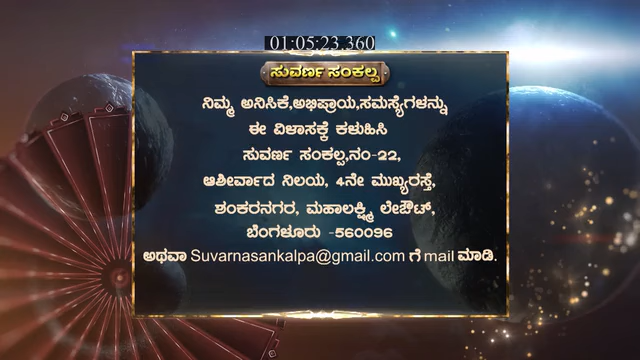 01:05:23.360
ಸುವರ್ಣ ಸಂಕಲ್ಪ
ನಿಮ್ಮ ಅನಿಸಿಕೆ,ಅಭಿಪ್ರಾಯ,ಸಮಸ್ಯೆಗಳನ್ನು
ಈ ವಿಳಾಸಕ್ಕೆ ಕಳುಹಿಸಿ
ಸುವರ್ಣ ಸಂಕಲ್ಪ,ನಂ-22,
ಆಶೀರ್ವಾದ ನಿಲಯ, 4ನೇ ಮುಖ್ಯರಸ್ತೆ,
ಶಂಕರನಗರ, ಮಹಾಲಕ್ಷ್ಮಿ ಲೇಔಟ್,
ಬೆಂಗಳೂರು -560096
ಅಥವಾ Suvarnasankalpa@gmail.com ಗೆ mail ಮಾಡಿ.